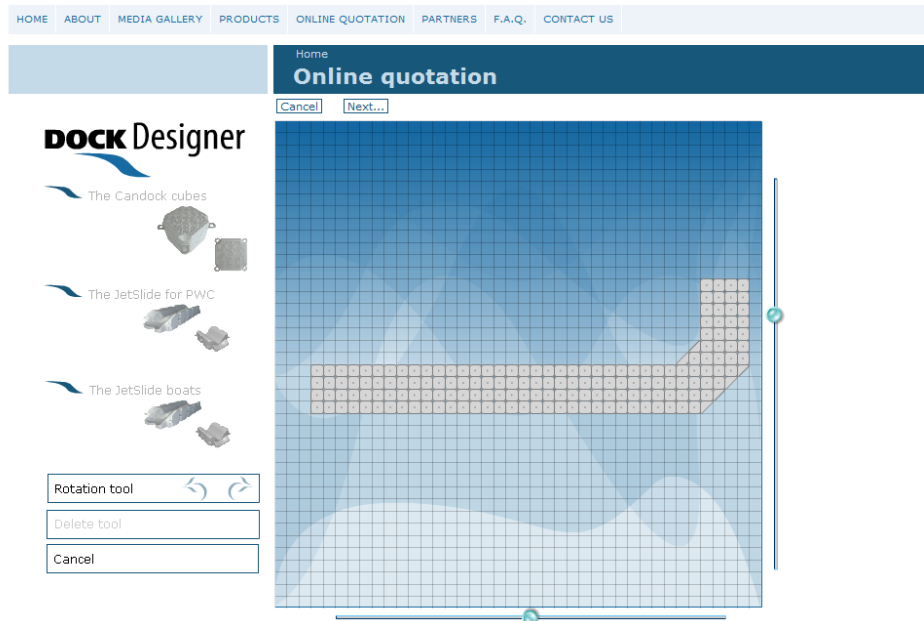 HOME ABOUT MEDIA GALLERY PRODUCTS ONLINE QUOTATION PARTNERS F.A.Q. CONTACT US
Home
Online quotation
Cancel Next...
DOCK Designer
The Candock cubes
The JetSlide for PWC
The JetSlide boats
Rotation tool
Delete tool
Cancel